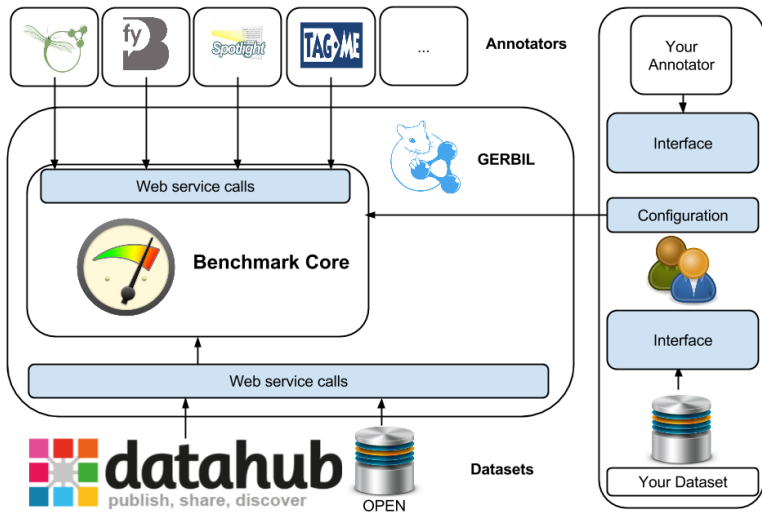 fy
Spotlight
TAG ME
...
Annotators
Your
Annotator
Interface
GERBIL
Web service calls
Configuration
Benchmark Core
Interface
Web service calls
datahub
publish, share, discover
OPEN
Datasets
Your Dataset